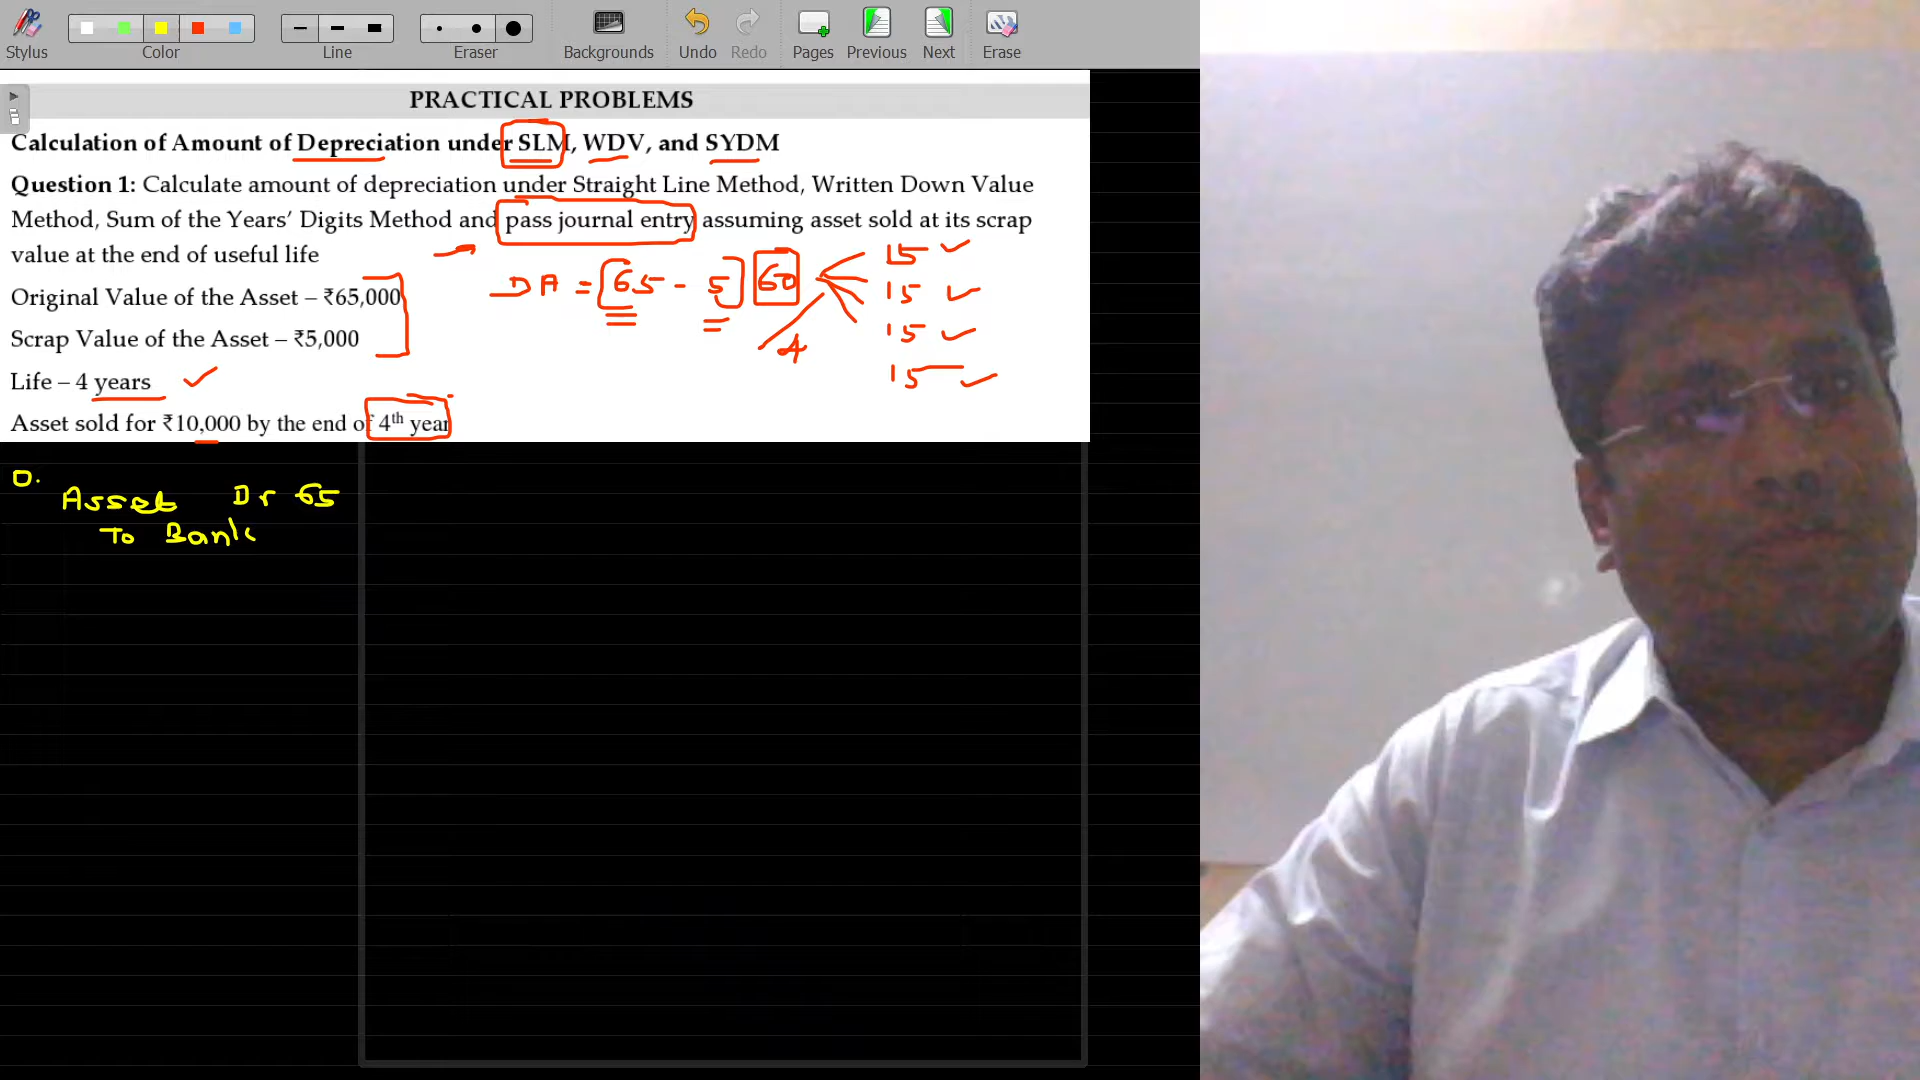 Stylus Color Line Eraser Backgrounds Undo Redo Pages Previous Next Erase
PRACTICAL PROBLEMS
Calculation of Amount of Depreciation under SLM, WDV, and SYDM
Question 1: Calculate amount of depreciation under Straight Line Method, Written Down Value
Method, Sum of the Years’ Digits Method and pass journal entry assuming asset sold at its scrap
value at the end of useful life
Original Value of the Asset – ₹65,000
Scrap Value of the Asset – ₹5,000
Life – 4 years
Asset sold for ₹10,000 by the end of 4th year
DA = [65 - 5] 60
4
15
15
15
15
0.
Asset Dr 65
To Bank